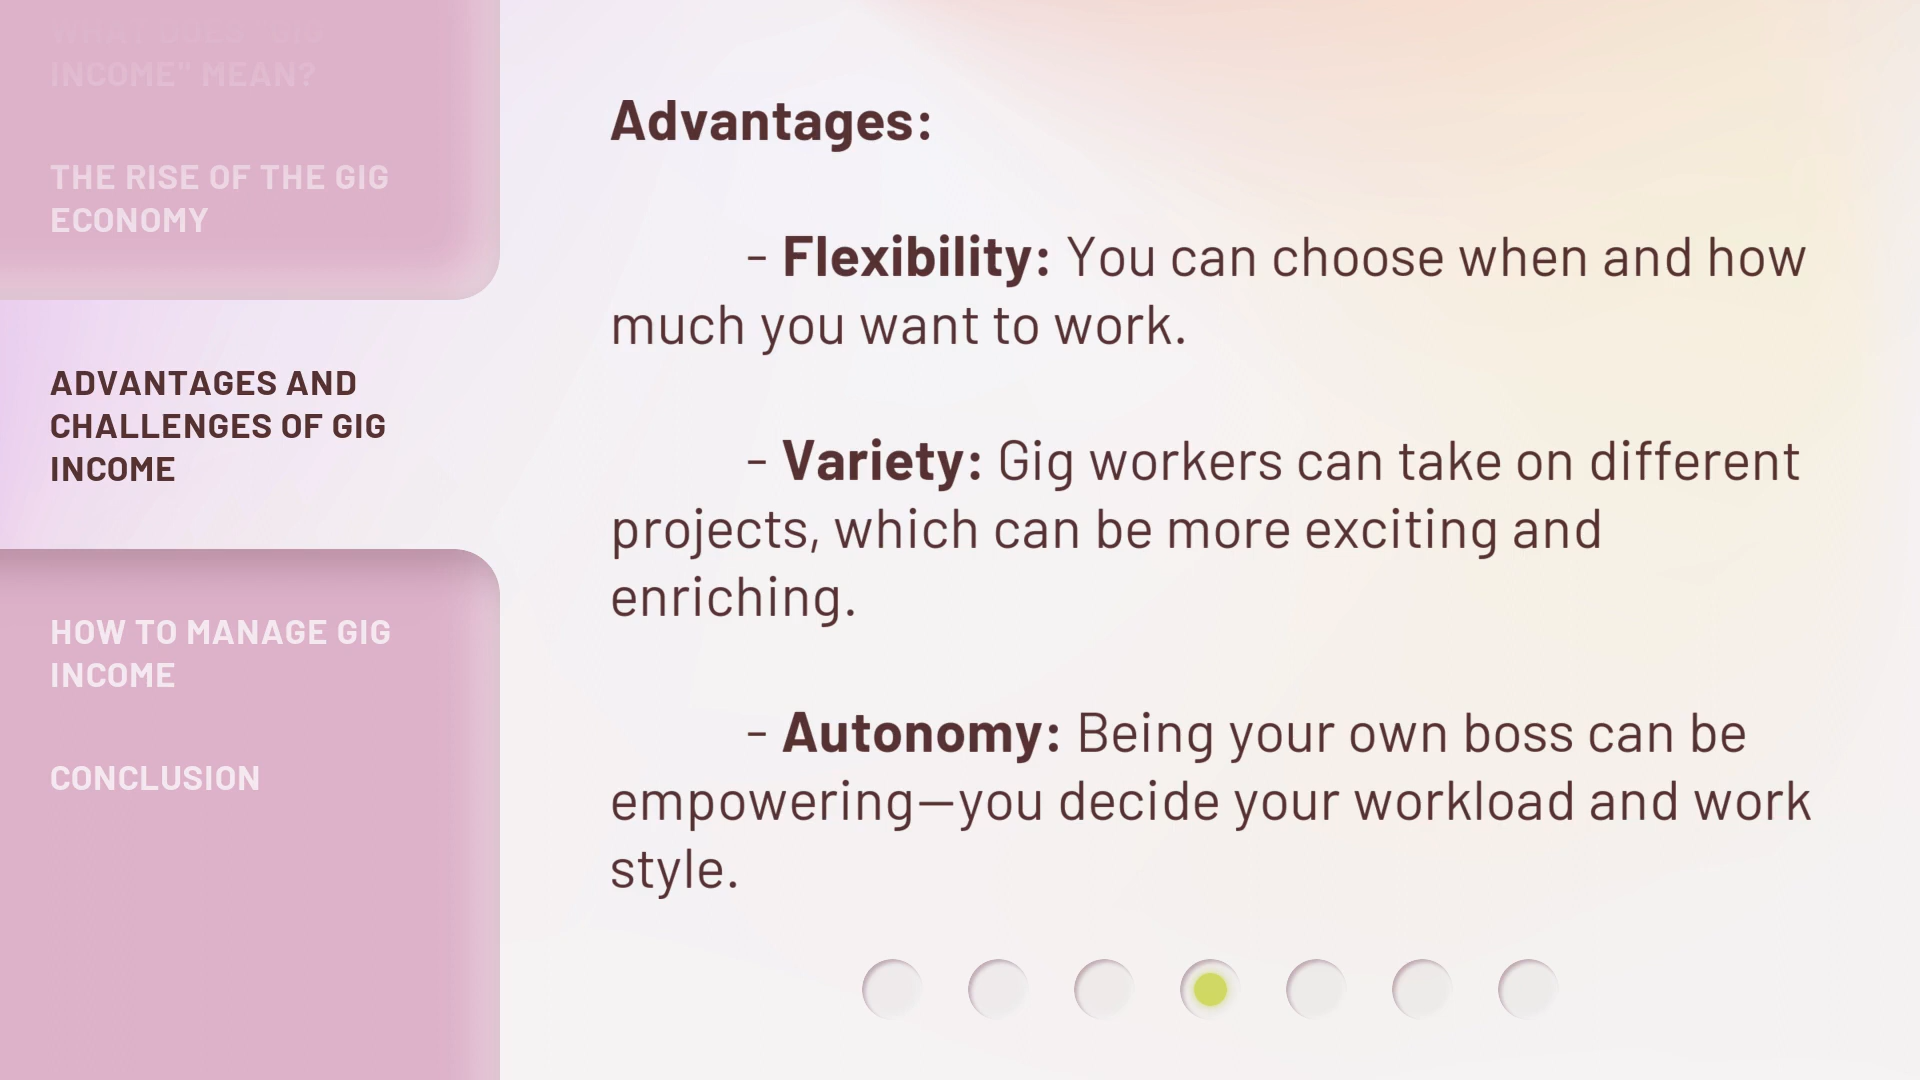 WHAT DOES "GIG
INCOME" MEAN?
THE RISE OF THE GIG
ECONOMY
ADVANTAGES AND
CHALLENGES OF GIG
INCOME
HOW TO MANAGE GIG
INCOME
CONCLUSION
Advantages:
- Flexibility: You can choose when and how
much you want to work.
- Variety: Gig workers can take on different
projects, which can be more exciting and
enriching.
- Autonomy: Being your own boss can be
empowering—you decide your workload and work
style.